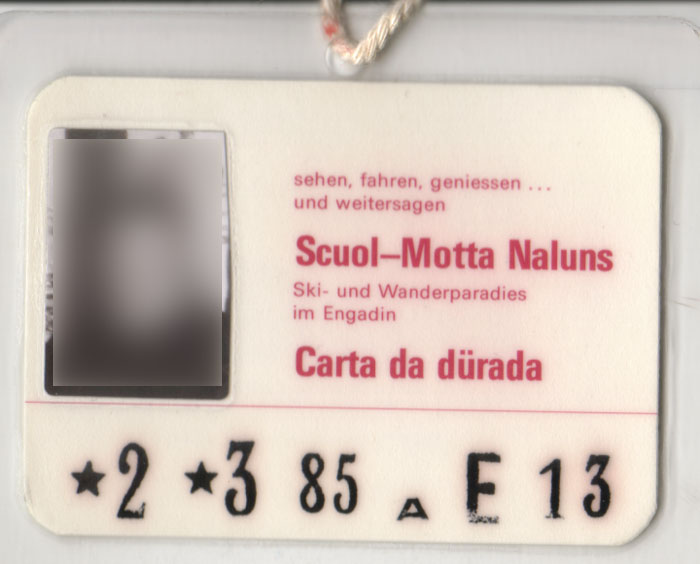 sehen, fahren, geniessen ...
und weitersagen
Scuol–Motta Naluns
Ski- und Wanderparadies
im Engadin
Carta da dürada
★2 ★3 85 A E 13